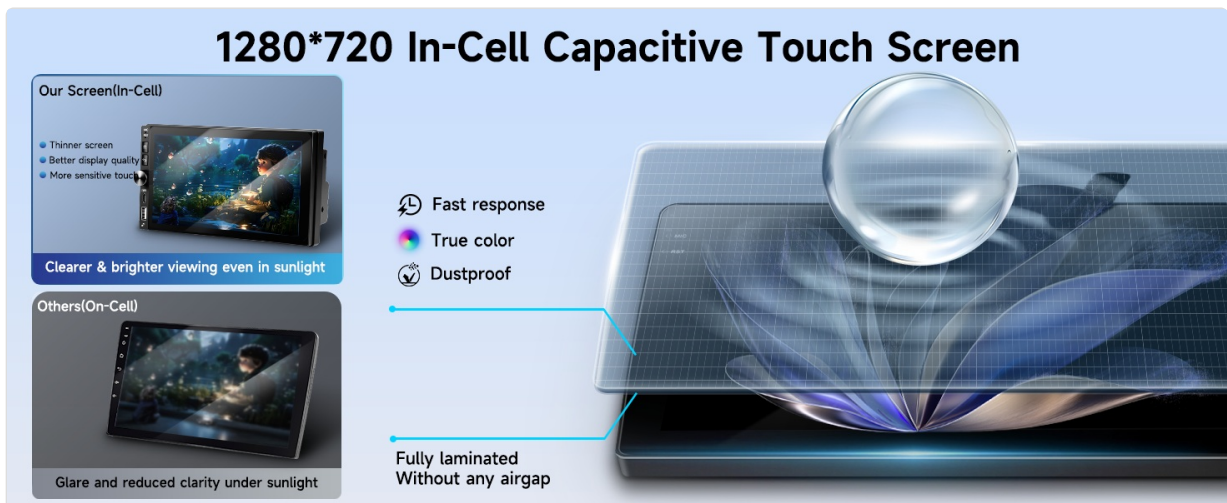 1280*720 In-Cell Capacitive Touch Screen
Our Screen(In-Cell)
Thinner screen
Better display quality
More sensitive touch
Clearer & brighter viewing even in sunlight
Others(On-Cell)
Glare and reduced clarity under sunlight
Fast response
True color
Dustproof
Fully laminated
Without any airgap